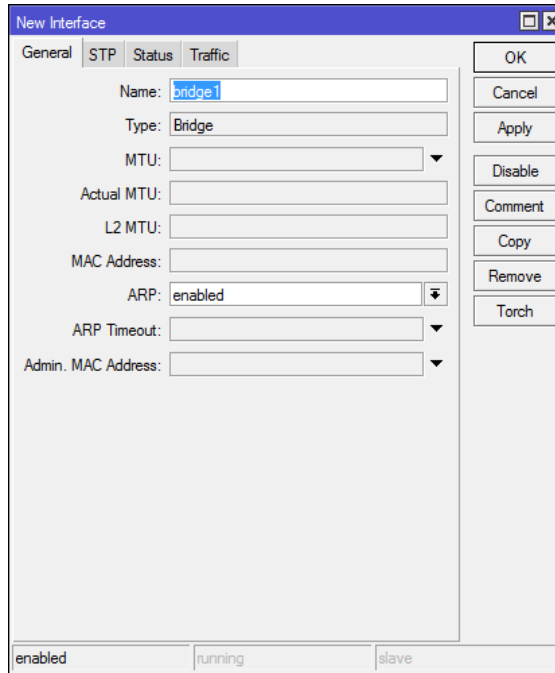 New Interface
General STP Status Traffic
Name: bridge1
Type: Bridge
MTU:
Actual MTU:
L2 MTU:
MAC Address:
ARP: enabled
ARP Timeout:
Admin. MAC Address:
OK
Cancel
Apply
Disable
Comment
Copy
Remove
Torch
enabled running slave